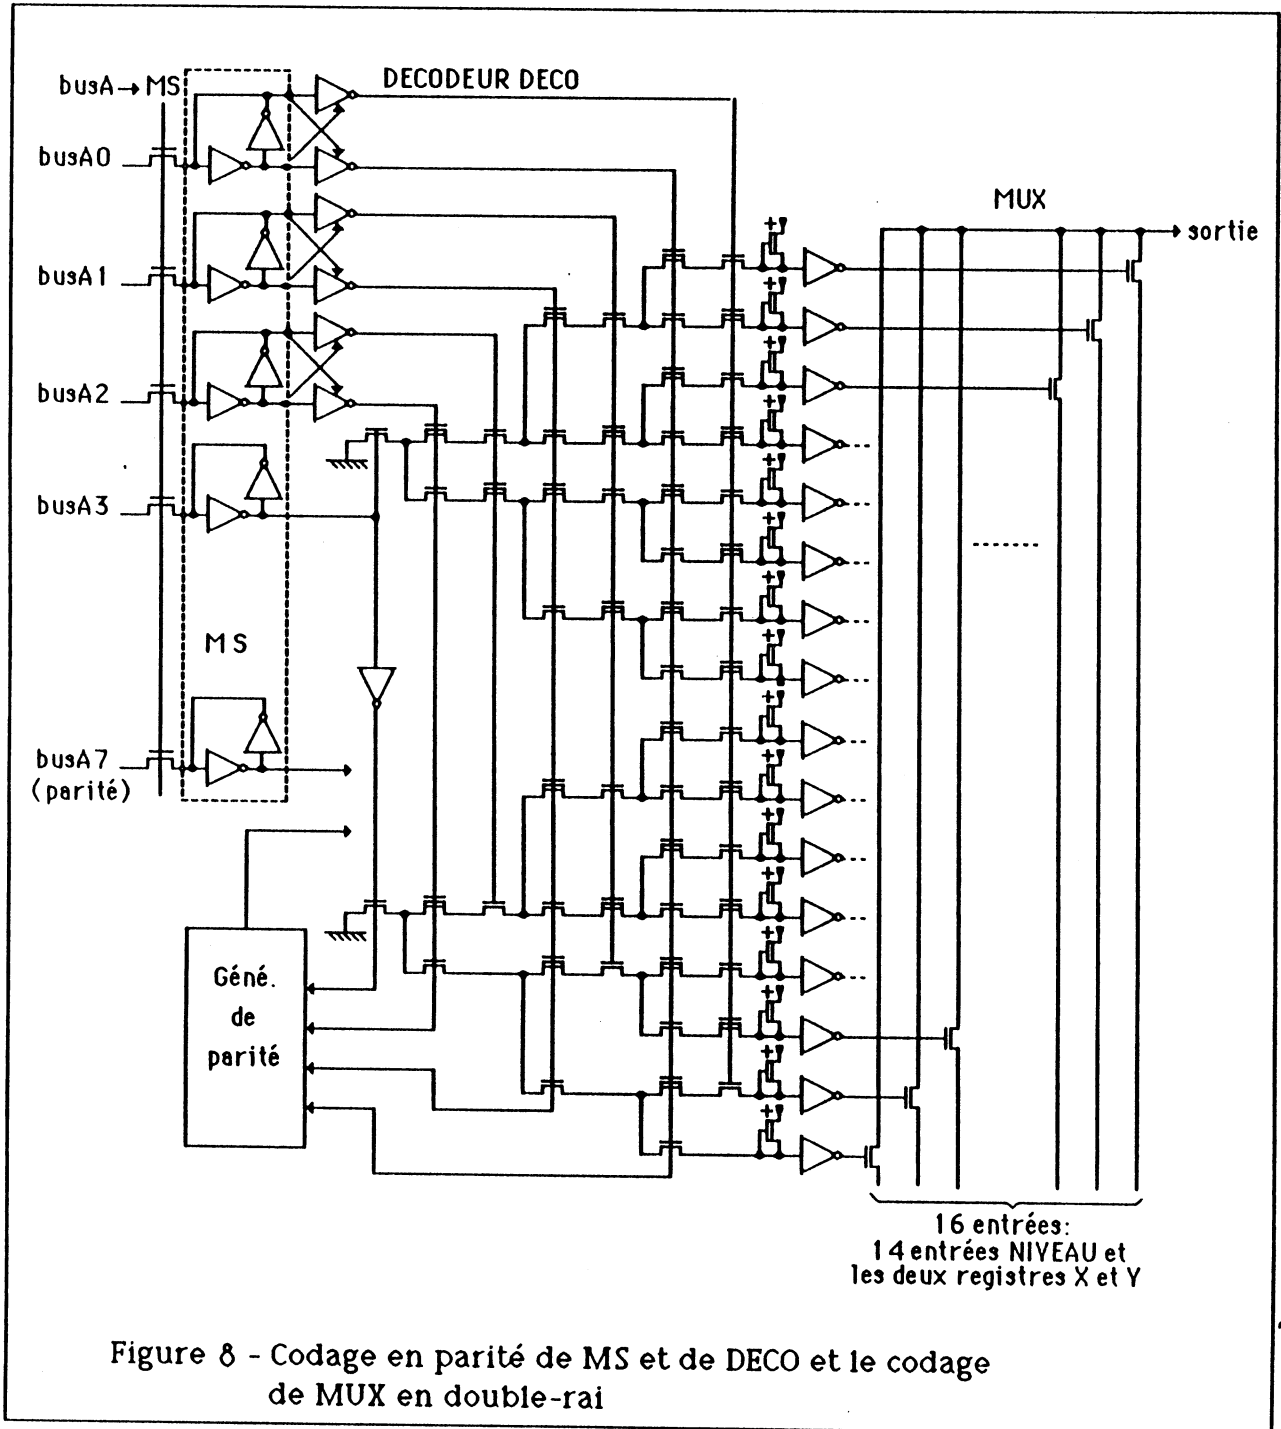 busA→MS
DECODEUR DECO
busA0
MUX
sortie
busA1
busA2
busA3
MS
busA7
(parité)
Géné.
de
parité
16 entrées:
14 entrées NIVEAU et
les deux registres X et Y
Figure 8 - Codage en parité de MS et de DECO et le codage
de MUX en double-rai